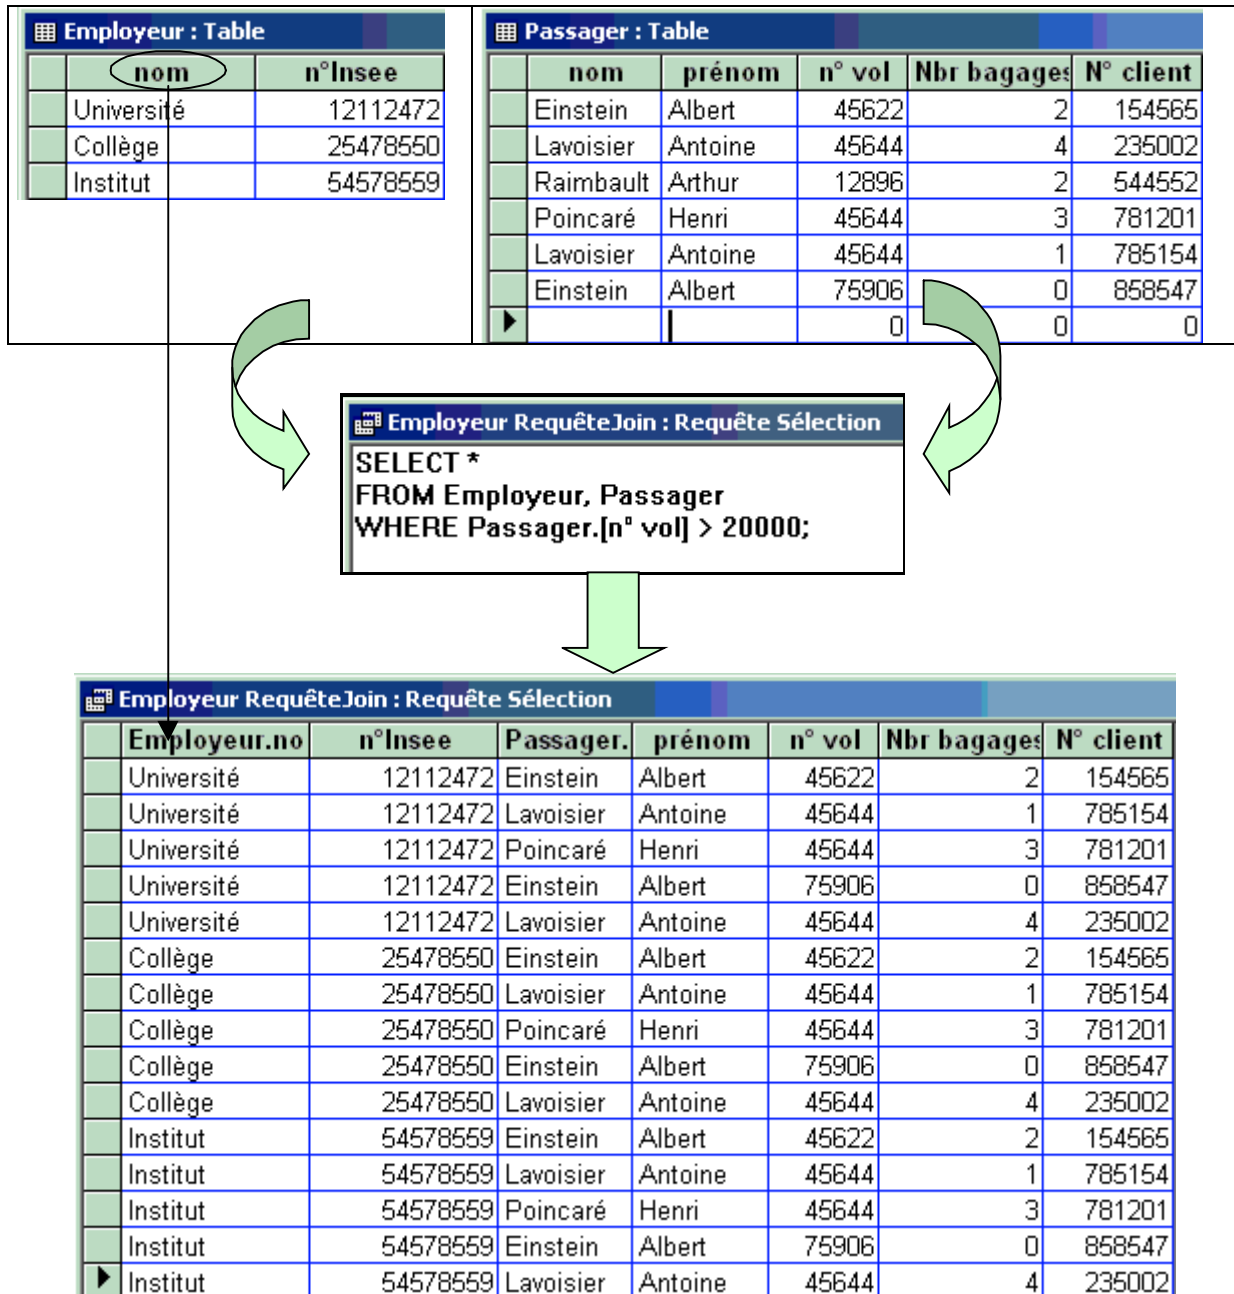 Employeur : Table
nom n°Insee
Université 12112472
Collège 25478550
Institut 54578559
Passager : Table
nom prénom n° vol Nbr bagages N° client
Einstein Albert 45622 2 154565
Lavoisier Antoine 45644 4 235002
Raimbault Arthur 12896 2 544552
Poincaré Henri 45644 3 781201
Lavoisier Antoine 45644 1 785154
Einstein Albert 75906 0 858547
0 0 0
Employeur RequêteJoin : Requête Sélection
SELECT *
FROM Employeur, Passager
WHERE Passager.[n° vol] > 20000;
Employeur RequêteJoin : Requête Sélection
Employeur.no n°Insee Passager. prénom n° vol Nbr bagages N° client
Université 12112472 Einstein Albert 45622 2 154565
Université 12112472 Lavoisier Antoine 45644 1 785154
Université 12112472 Poincaré Henri 45644 3 781201
Université 12112472 Einstein Albert 75906 0 858547
Université 12112472 Lavoisier Antoine 45644 4 235002
Collège 25478550 Einstein Albert 45622 2 154565
Collège 25478550 Lavoisier Antoine 45644 1 785154
Collège 25478550 Poincaré Henri 45644 3 781201
Collège 25478550 Einstein Albert 75906 0 858547
Collège 25478550 Lavoisier Antoine 45644 4 235002
Institut 54578559 Einstein Albert 45622 2 154565
Institut 54578559 Lavoisier Antoine 45644 1 785154
Institut 54578559 Poincaré Henri 45644 3 781201
Institut 54578559 Einstein Albert 75906 0 858547
Institut 54578559 Lavoisier Antoine 45644 4 235002